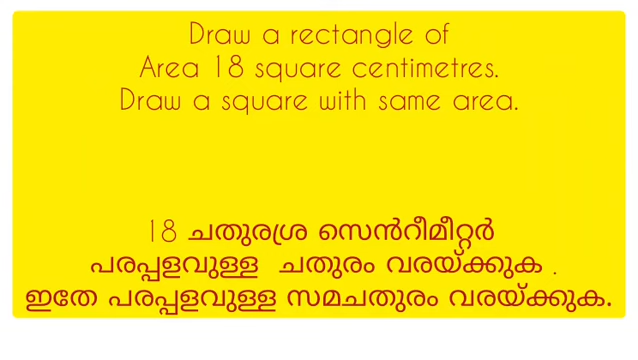 Draw a rectangle of
Area 18 square centimetres.
Draw a square with same area.
18 ചതുരശ്ര സെൻറീമീറ്റർ
പരപ്പളവുള്ള ചതുരം വരയ്ക്കുക .
ഇതേ പരപ്പളവുള്ള സമചതുരം വരയ്ക്കുക.